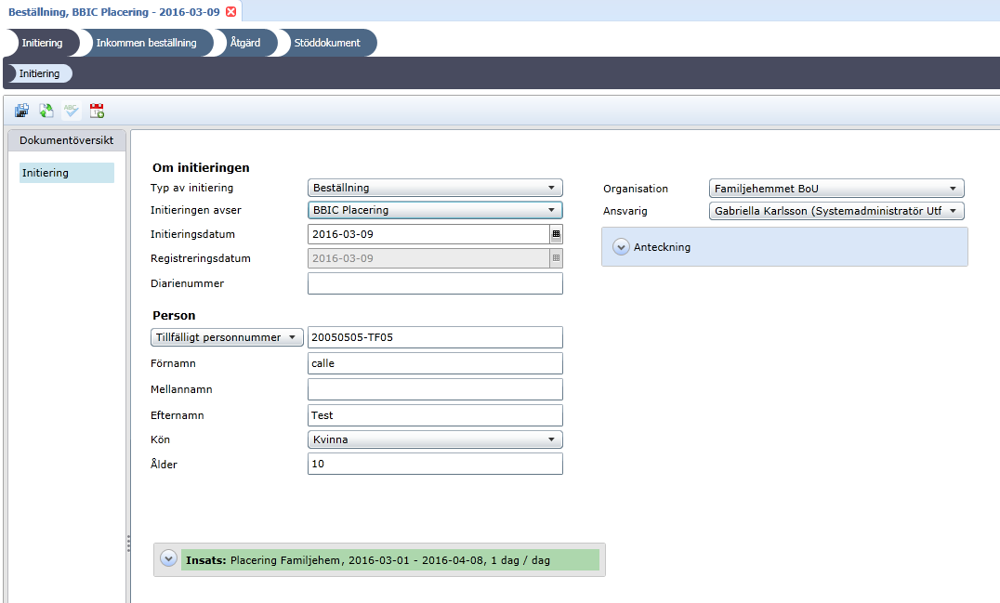 Beställning, BBIC Placering - 2016-03-09
Initiering
Inkommen beställning
Åtgärd
Stöddokument
Initiering
ABC
Dokumentöversikt
Initiering
Om initieringen
Typ av initiering Beställning
Initieringen avser BBIC Placering
Initieringsdatum 2016-03-09
Registreringsdatum 2016-03-09
Diarienummer
Organisation Familjehemmet BoU
Ansvarig Gabriella Karlsson (Systemadministratör Utf
Anteckning
Person
Tillfälligt personnummer 20050505-TF05
Förnamn calle
Mellannamn
Efternamn Test
Kön Kvinna
Ålder 10
Insats: Placering Familjehem, 2016-03-01 - 2016-04-08, 1 dag / dag